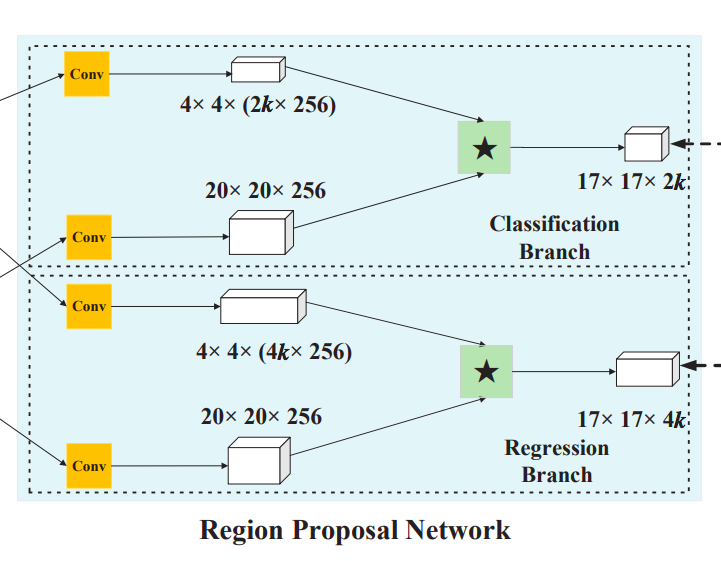 Conv
4× 4× (2k× 256)
★
17× 17× 2k
20× 20× 256
Conv
Classification
Branch
Conv
4× 4× (4k× 256)
★
17× 17× 4k
20× 20× 256
Conv
Regression
Branch
Region Proposal Network